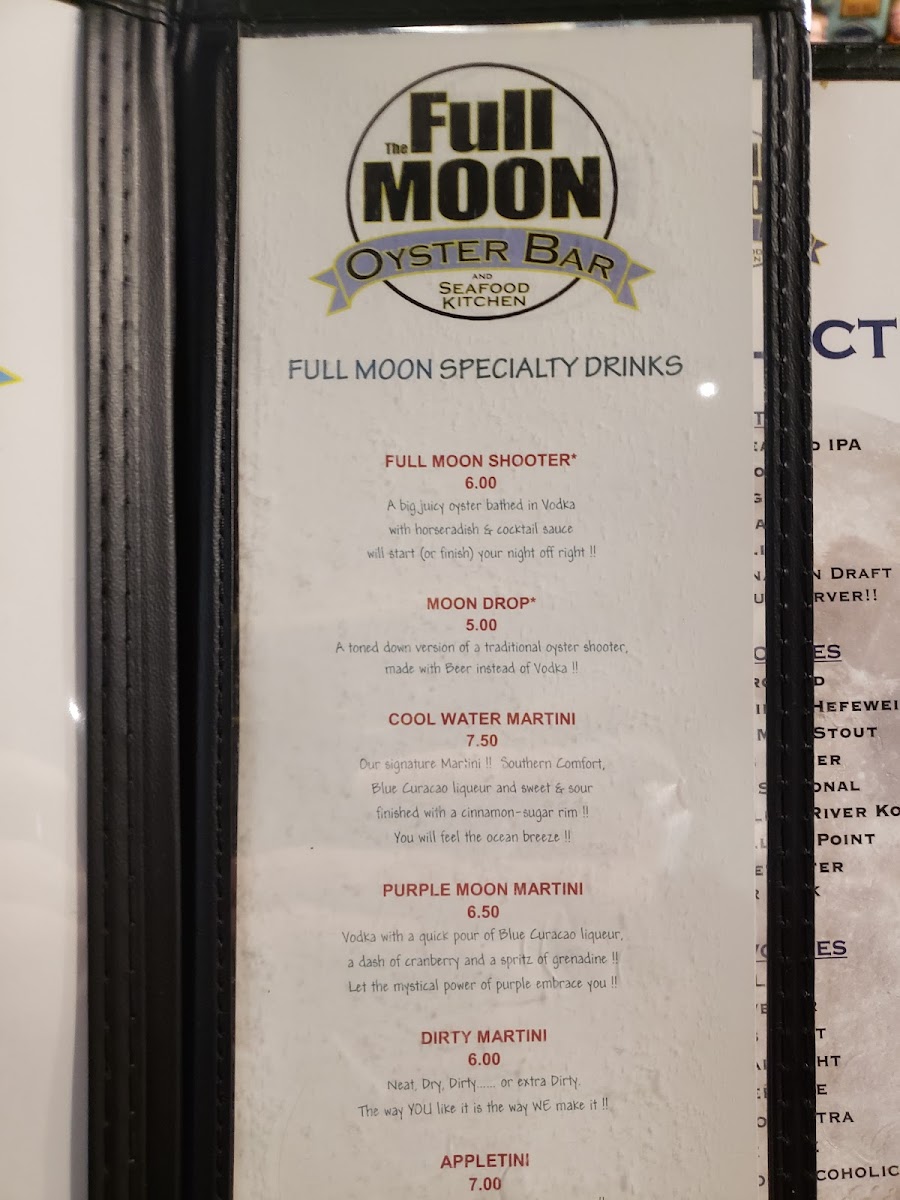 The Full
MOON
OYSTER BAR
AND
SEAFOOD
KITCHEN
FULL MOON SPECIALTY DRINKS
FULL MOON SHOOTER*
6.00
A big juicy oyster bathed in Vodka
with horseradish & cocktail sauce
will start (or finish) your night off right !!
MOON DROP*
5.00
A toned down version of a traditional oyster shooter,
made with Beer instead of Vodka !!
COOL WATER MARTINI
7.50
Our signature Martini !! Southern Comfort,
Blue Curacao liqueur and sweet & sour
finished with a cinnamon-sugar rim !!
You will feel the ocean breeze !!
PURPLE MOON MARTINI
6.50
Vodka with a quick pour of Blue Curacao liqueur,
a dash of cranberry and a spritz of grenadine !!
Let the mystical power of purple embrace you !!
DIRTY MARTINI
6.00
Neat, Dry, Dirty...... or extra Dirty.
The way YOU like it is the way WE make it !!
APPLETINI
7.00
IPA
DRAFT
STOUT
POINT